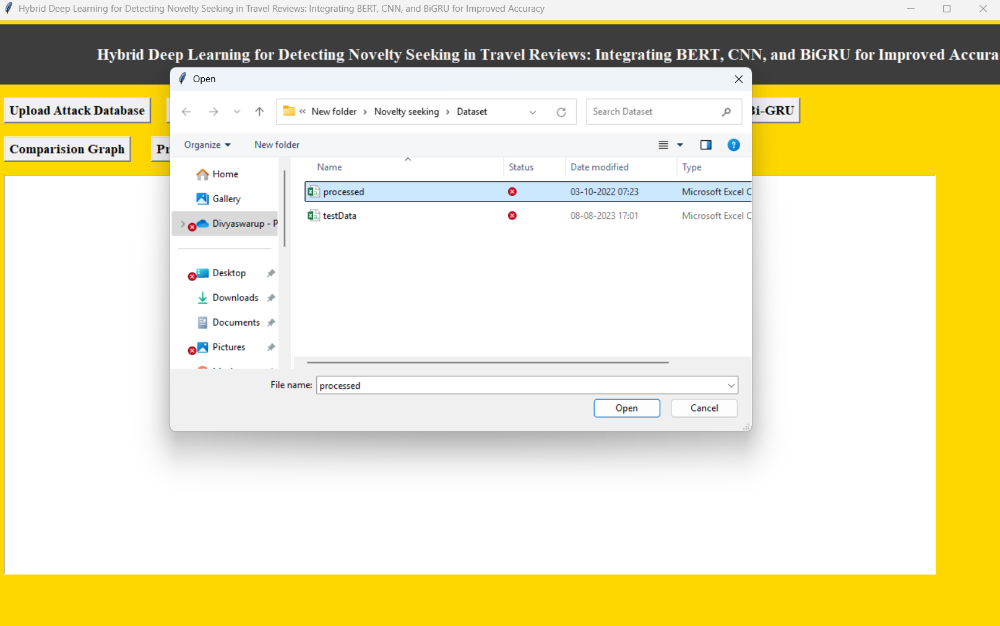 Hybrid Deep Learning for Detecting Novelty Seeking in Travel Reviews: Integrating BERT, CNN, and BiGRU for Improved Accuracy
Hybrid Deep Learning for Detecting Novelty Seeking in Travel Reviews: Integrating BERT, CNN, and BiGRU for Improved Accura
Open
Upload Attack Database
« New folder > Novelty seeking > Dataset
Search Dataset
Bi-GRU
Comparision Graph
Pr
Organize
New folder
Name Status Date modified Type
Home
Gallery
Divyaswarup - P
Desktop
Downloads
Documents
Pictures
processed 03-10-2022 07:23 Microsoft Excel C
testData 08-08-2023 17:01 Microsoft Excel C
File name: processed
Open Cancel